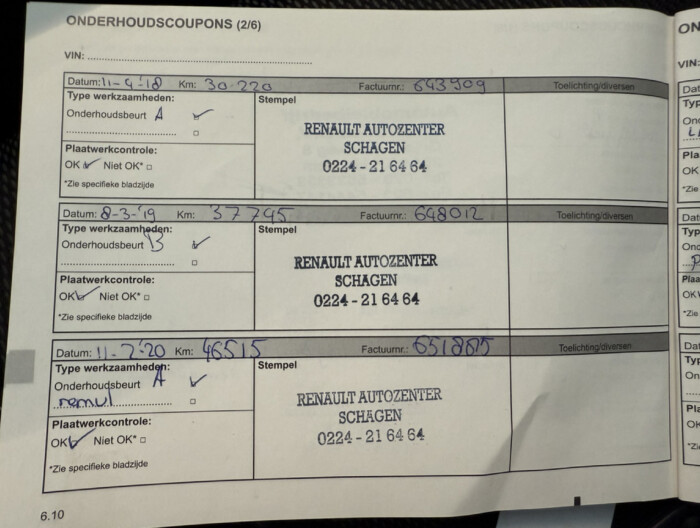 ONDERHOUDSCOUPONS (2/6)
VIN:
Datum: 11-4-'18 Km: 30.220 Factuurnr.: 643909 Toelichting/diversen
Type werkzaamheden: Stempel
Onderhoudsbeurt A
RENAULT AUTOZENTER
SCHAGEN
0224-21 64 64
Plaatwerkcontrole:
OK Niet OK*
*Zie specifieke bladzijde
Datum: 8-3-'19 Km: 37795 Factuurnr.: 648012 Toelichting/diversen
Type werkzaamheden: Stempel
Onderhoudsbeurt B
RENAULT AUTOZENTER
SCHAGEN
0224-21 64 64
Plaatwerkcontrole:
OK Niet OK*
*Zie specifieke bladzijde
Datum: 11-2-'20 Km: 46515 Factuurnr.: Toelichting/diversen
Type werkzaamheden: Stempel
Onderhoudsbeurt A
remvl
RENAULT AUTOZENTER
SCHAGEN
0224-21 64 64
Plaatwerkcontrole:
OK Niet OK*
*Zie specifieke bladzijde
6.10
ON
VIN: